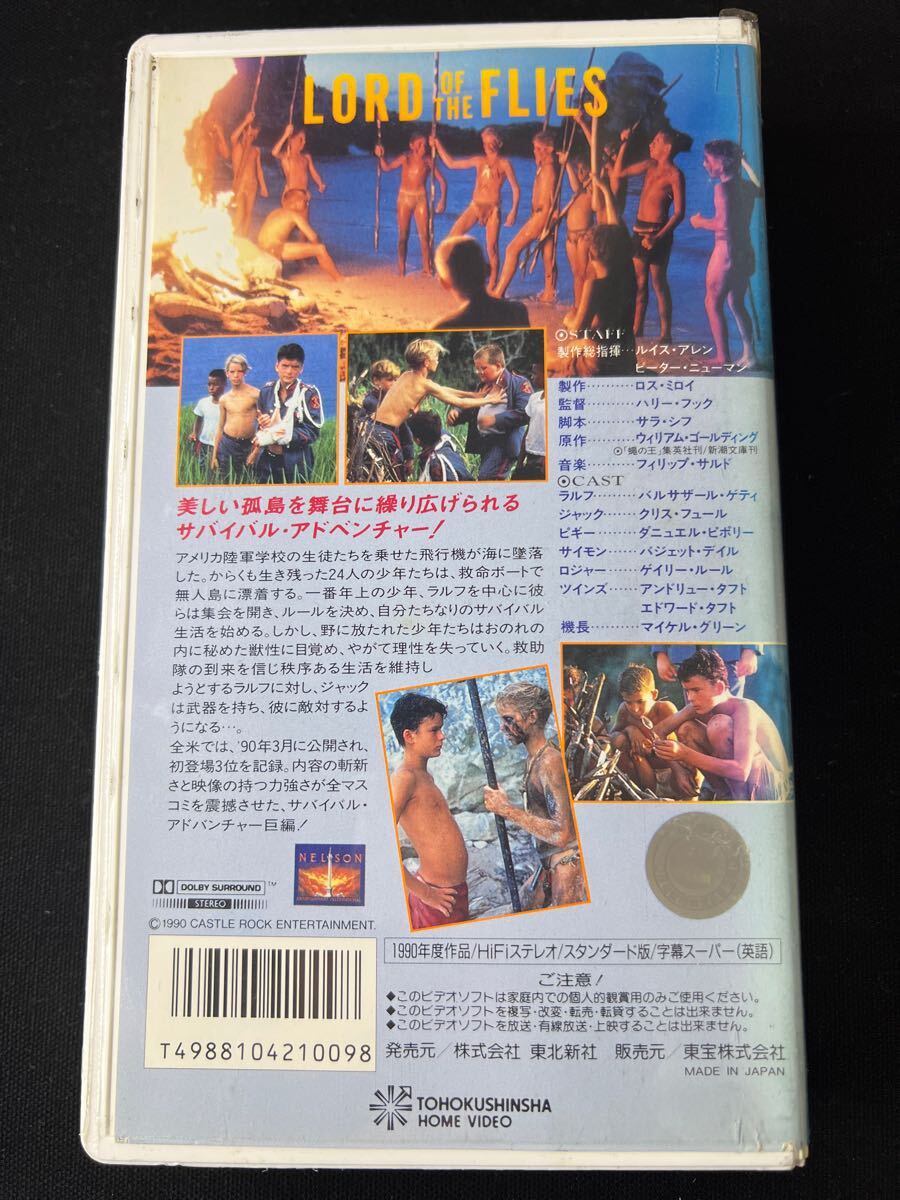 LORD OF THE FLIES
⦿STAFF
製作総指揮…ルイス・アレン
ピーター・ニューマン
製作………ロス・ミロイ
監督………ハリー・フック
脚本………サラ・シフ
原作………ウィリアム・ゴールディング
⦿「蝿の王」集英社刊/新潮文庫刊
音楽………フィリップ・サルド
⦿CAST
ラルフ………バルサザール・ゲティ
ジャック………クリス・フュール
ピギー………ダニュエル・ピポリー
サイモン………バジェット・デイル
ロジャー………ゲイリー・ルール
ツインズ………アンドリュー・タフト
エドワード・タフト
機長………マイケル・グリーン
美しい孤島を舞台に繰り広げられる
サバイバル・アドベンチャー!
アメリカ陸軍学校の生徒たちを乗せた飛行機が海に墜落
した。からくも生き残った24人の少年たちは、救命ボートで
無人島に漂着する。一番年上の少年、ラルフを中心に彼
らは集会を開き、ルールを決め、自分たちなりのサバイバル
生活を始める。しかし、野に放たれた少年たちはおのれの
内に秘めた獣性に目覚め、やがて理性を失っていく。救助
隊の到来を信じ秩序ある生活を維持し
ようとするラルフに対し、ジャック
は武器を持ち、彼に敵対するよ
うになる…。
全米では、'90年3月に公開され、
初登場3位を記録。内容の斬新
さと映像の持つ力強さが全マス
コミを震撼させた、サバイバル・
アドバンチャー巨編!
DOLBY SURROUND™
STEREO
NELSON
ENTERTAINMENT INTERNATIONAL
©1990 CASTLE ROCK ENTERTAINMENT.
T4988104210098
1990年度作品/HiFiステレオ/スタンダード版/字幕スーパー(英語)
ご注意!
◆このビデオソフトは家庭内での個人的観賞用のみご使用ください。
◆このビデオソフトを複写・改変・転売・転貸することは出来ません。
◆このビデオソフトを放送・有線放送・上映することは出来ません。
発売元/株式会社 東北新社 販売元/東宝株式会社
MADE IN JAPAN
TOHOKUSHINSHA
HOME VIDEO